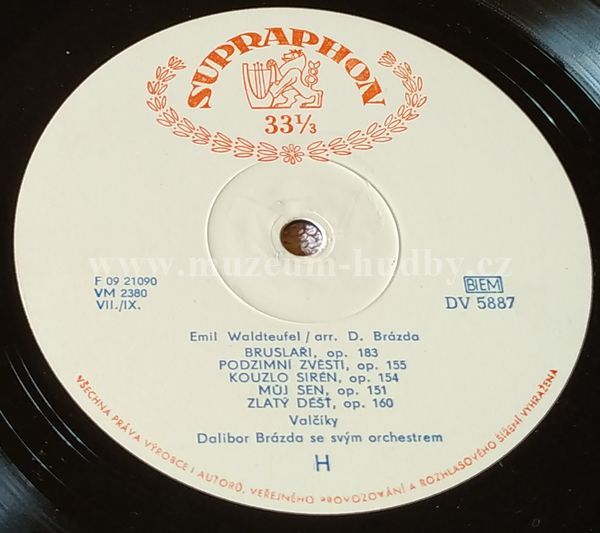 SUPRAPHON
33⅓
www.muzeum-hudby.cz
F 09 21090
VM 2380
VII./IX.
BIEM
DV 5887
Emil Waldteufel / arr. D. Brázda
BRUSLAŘI, op. 183
PODZIMNÍ ZVĚSTI, op. 155
KOUZLO SIRÉN, op. 154
MŮJ SEN, op. 151
ZLATÝ DÉŠŤ, op. 160
Valčíky
Dalibor Brázda se svým orchestrem
H
VŠECHNA PRÁVA VÝROBCE I AUTORŮ, VEŘEJNÉHO PROVOZOVÁNÍ A ROZHLASOVÉHO ŠÍŘENÍ VYHRAŽENA